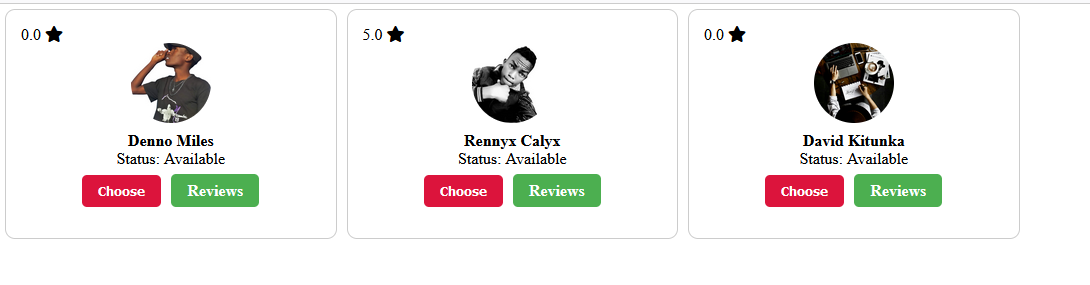 0.0
Denno Miles
Status: Available
Choose Reviews
5.0
Rennyx Calyx
Status: Available
Choose Reviews
0.0
David Kitunka
Status: Available
Choose Reviews